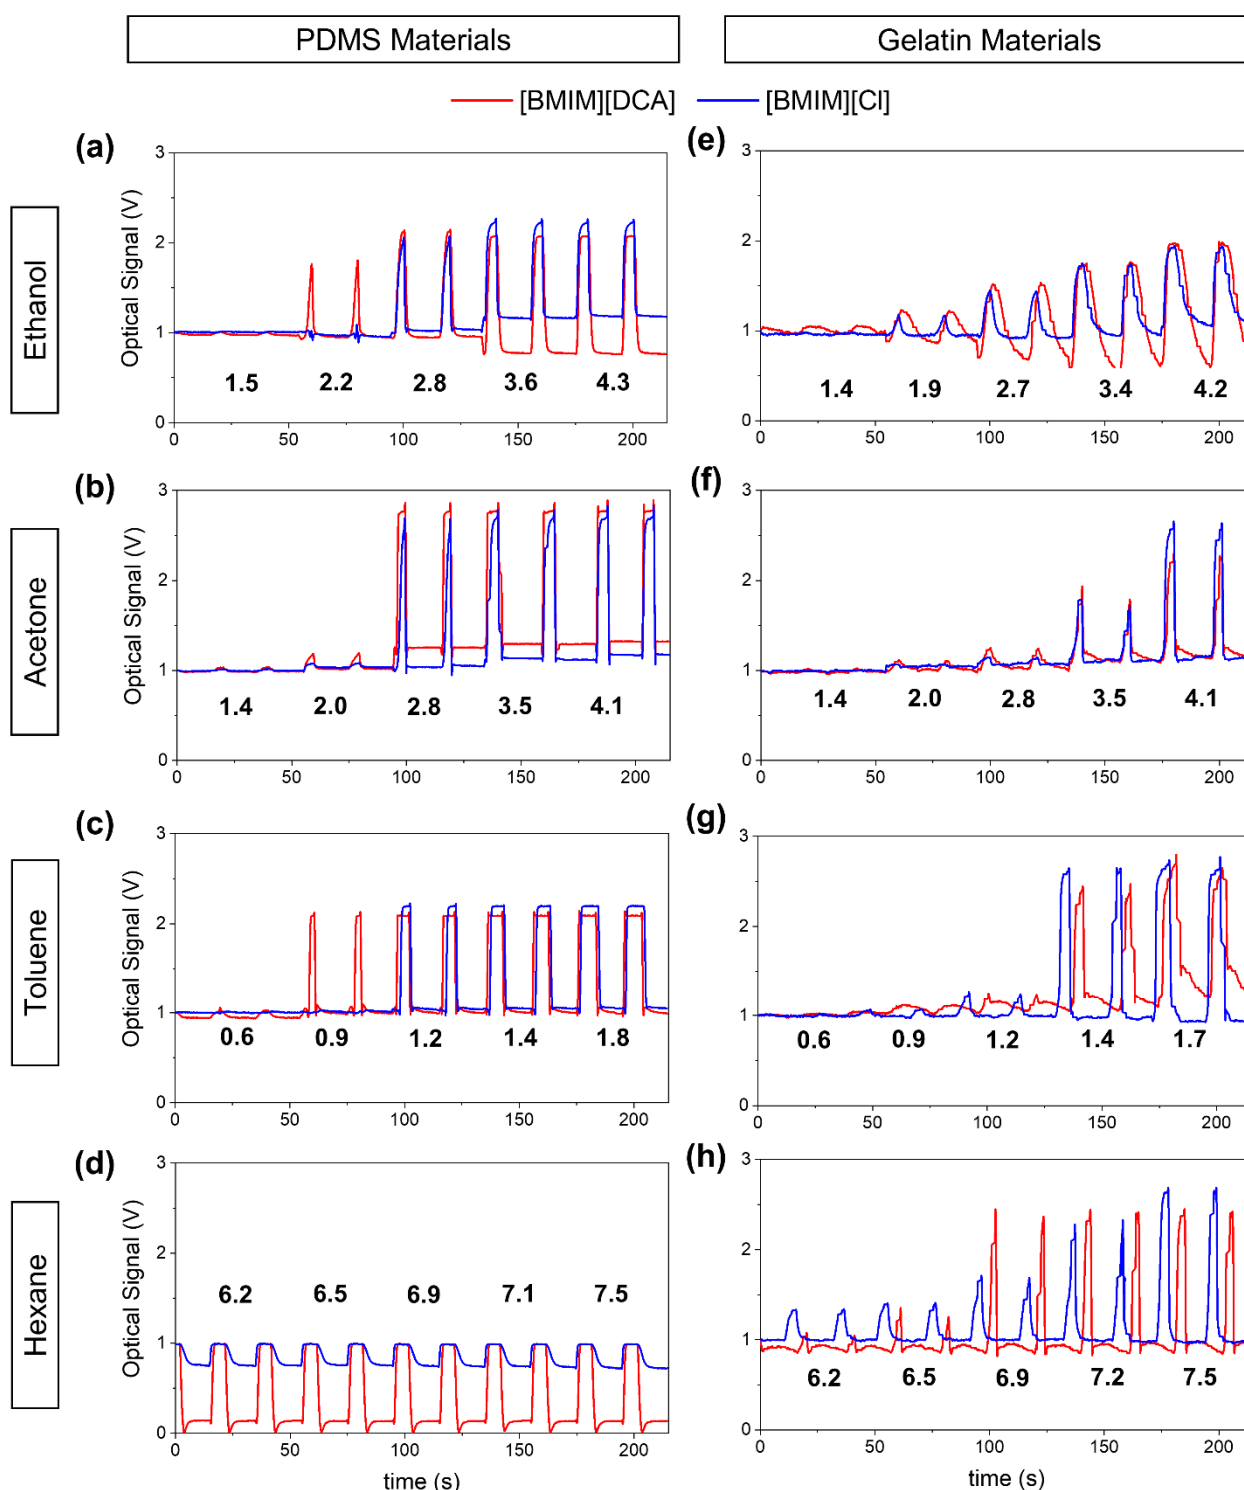 PDMS Materials
Gelatin Materials
[BMIM][DCA]
[BMIM][Cl]
Ethanol
(a)
Optical Signal (V)
3
2
1
0
1.5 2.2 2.8 3.6 4.3
0 50 100 150 200
(e)
3
2
1
0
1.4 1.9 2.7 3.4 4.2
0 50 100 150 200
Acetone
(b)
Optical Signal (V)
3
2
1
0
1.4 2.0 2.8 3.5 4.1
0 50 100 150 200
(f)
3
2
1
0
1.4 2.0 2.8 3.5 4.1
0 50 100 150 200
Toluene
(c)
Optical Signal (V)
3
2
1
0
0.6 0.9 1.2 1.4 1.8
0 50 100 150 200
(g)
3
2
1
0
0.6 0.9 1.2 1.4 1.7
0 50 100 150 200
Hexane
(d)
Optical Signal (V)
3
2
1
0
6.2 6.5 6.9 7.1 7.5
0 50 100 150 200
time (s)
(h)
3
2
1
0
6.2 6.5 6.9 7.2 7.5
0 50 100 150 200
time (s)